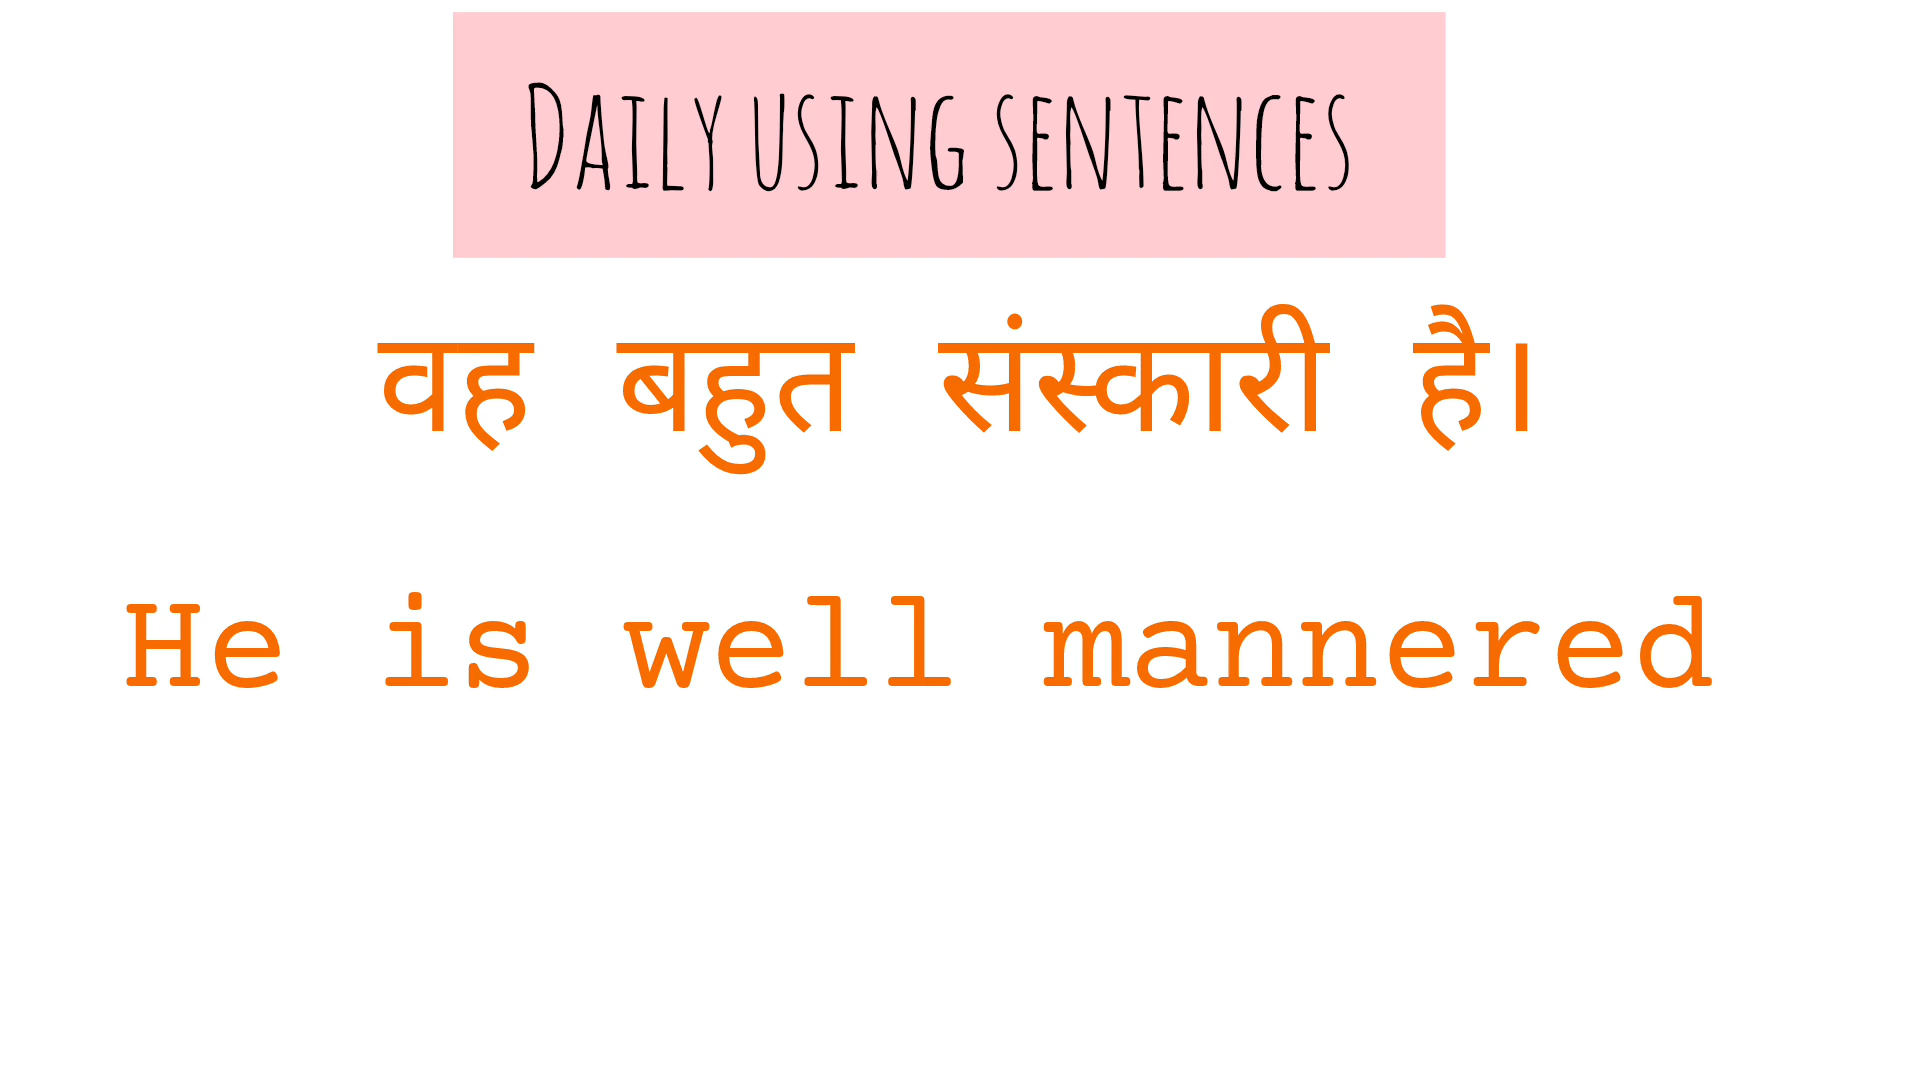 Daily using sentences
वह बहुत संस्कारी है।
He is well mannered